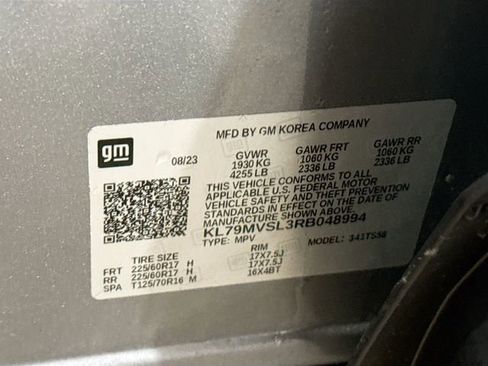 gm
MFD BY GM KOREA COMPANY
08/23
GVWR GAWR FRT GAWR RR
1930 KG 1060 KG 1060 KG
4255 LB 2336 LB 2336 LB
THIS VEHICLE CONFORMS TO ALL
APPLICABLE U.S. FEDERAL MOTOR
VEHICLE SAFETY AND THEFT PREVENTION
STANDARDS IN EFFECT ON THE DATE OF
MANUFACTURE SHOWN ABOVE.
KL79MVSL3RB048994
TYPE: MPV MODEL: 1TS56
TIRE SIZE RIM
FRT 225/60R17 H 17X7.5J
RR 225/60R17 H 17X7.5J
SPA T125/70R16 M 16X4BT
gm